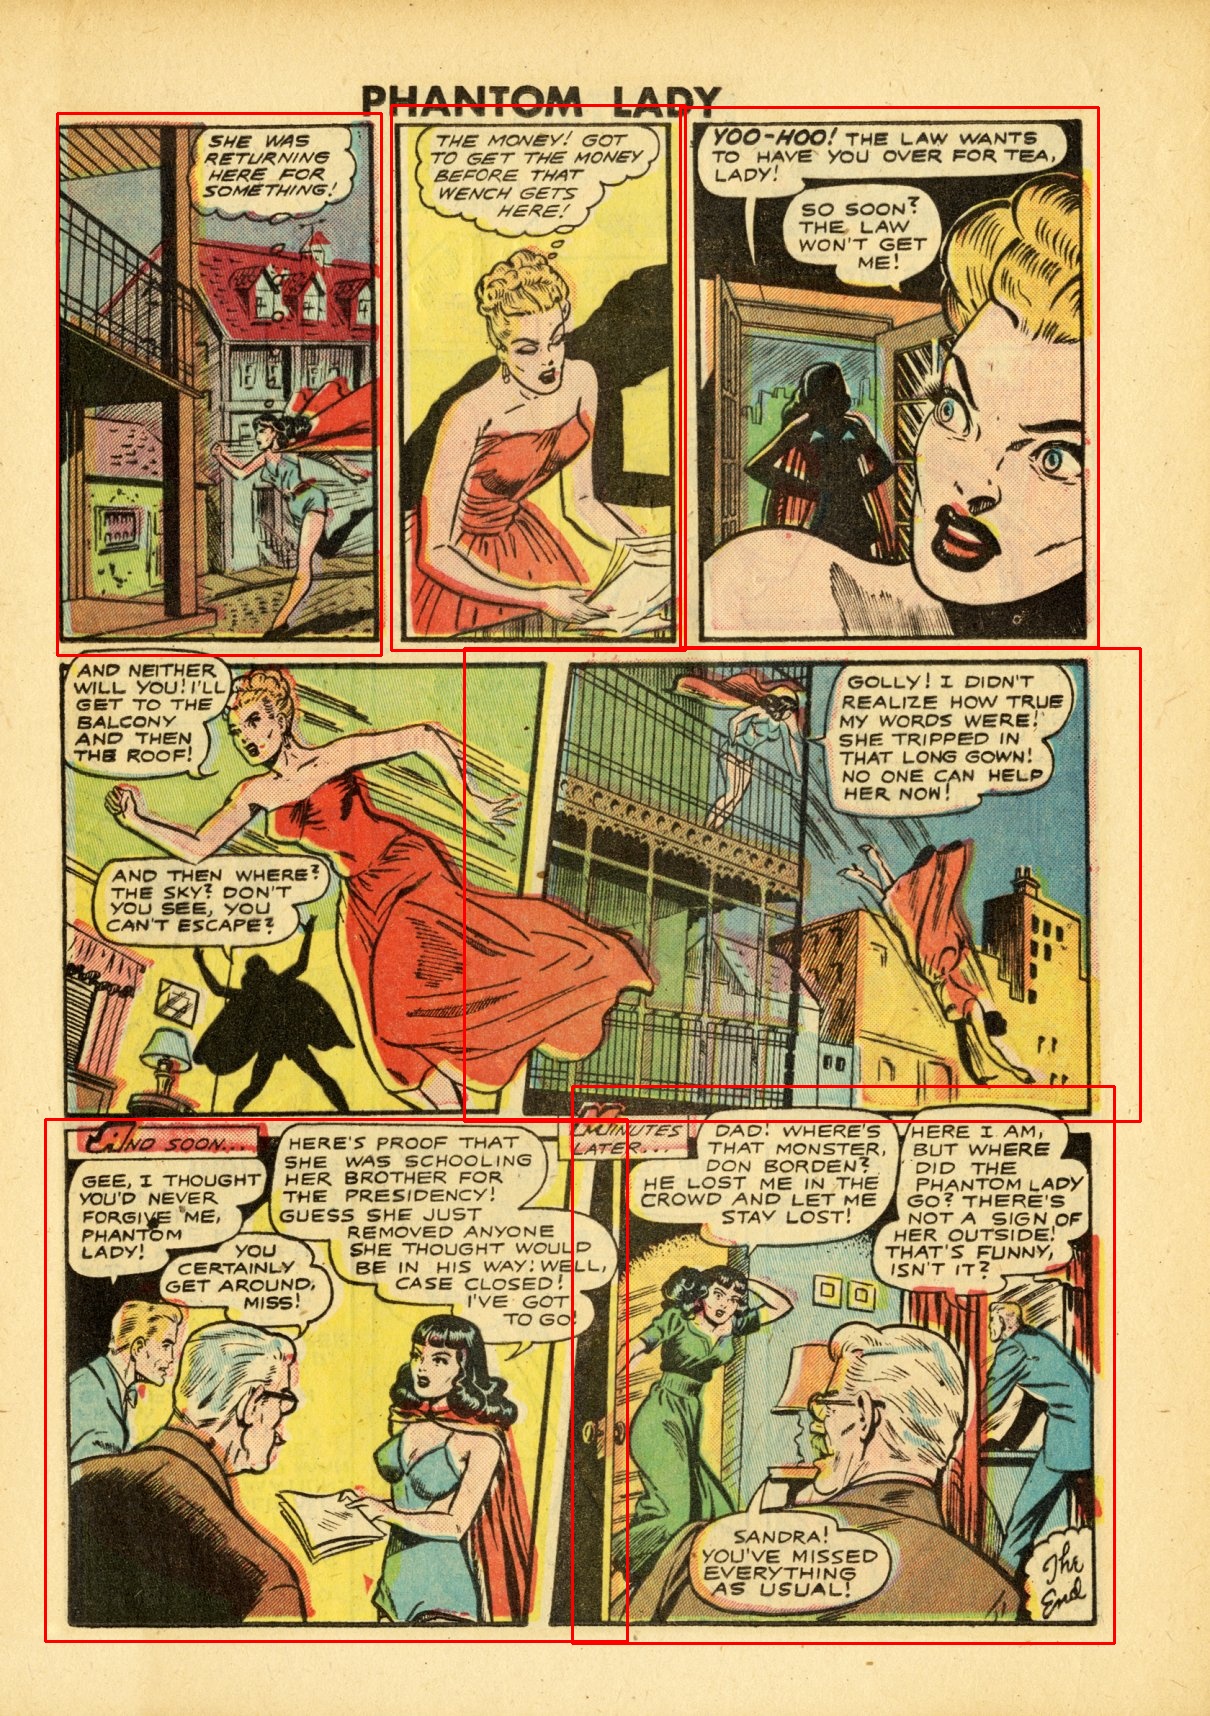 PHANTOM LADY
SHE WAS
RETURNING
HERE FOR
SOMETHING!
THE MONEY! GOT
TO GET THE MONEY
BEFORE THAT
WENCH GETS
HERE!
YOO-HOO! THE LAW WANTS
TO HAVE YOU OVER FOR TEA,
LADY!
SO SOON?
THE LAW
WON'T GET
ME!
AND NEITHER
WILL YOU! I'LL
GET TO THE
BALCONY
AND THEN
THE ROOF!
AND THEN WHERE?
THE SKY? DON'T
YOU SEE, YOU
CAN'T ESCAPE?
GOLLY! I DIDN'T
REALIZE HOW TRUE
MY WORDS WERE!
SHE TRIPPED IN
THAT LONG GOWN!
NO ONE CAN HELP
HER NOW!
AND SOON...
GEE, I THOUGHT
YOU'D NEVER
FORGIVE ME,
PHANTOM
LADY!
YOU
CERTAINLY
GET AROUND,
MISS!
HERE'S PROOF THAT
SHE WAS SCHOOLING
HER BROTHER FOR
THE PRESIDENCY!
GUESS SHE JUST
REMOVED ANYONE
SHE THOUGHT WOULD
BE IN HIS WAY! WELL,
CASE CLOSED!
I'VE GOT
TO GO!
MINUTES
LATER...
DAD! WHERE'S
THAT MONSTER,
DON BORDEN?
HE LOST ME IN THE
CROWD AND LET ME
STAY LOST!
HERE I AM,
BUT WHERE
DID THE
PHANTOM LADY
GO? THERE'S
NOT A SIGN OF
HER OUTSIDE!
THAT'S FUNNY,
ISN'T IT?
SANDRA!
YOU'VE MISSED
EVERYTHING
AS USUAL!
The
End